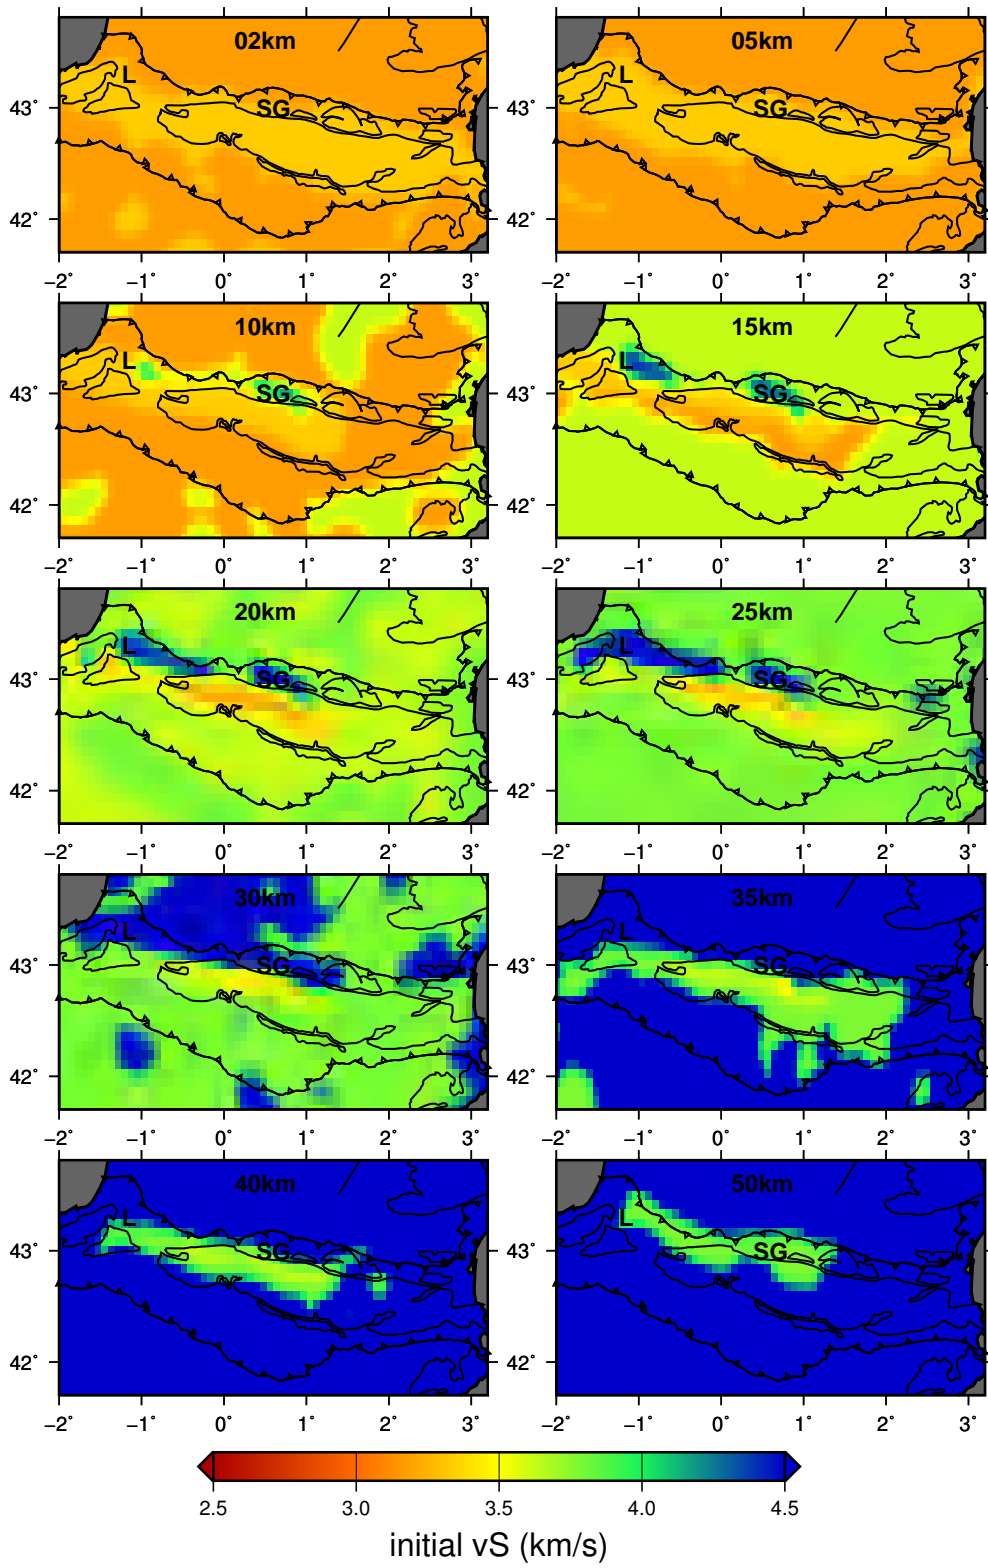 02km 05km
L SG L SG
43˚
42˚
−2˚ −1˚ 0˚ 1˚ 2˚ 3˚ −2˚ −1˚ 0˚ 1˚ 2˚ 3˚
10km 15km
L SG L SG
43˚ 43˚
42˚ 42˚
−2˚ −1˚ 0˚ 1˚ 2˚ 3˚ −2˚ −1˚ 0˚ 1˚ 2˚ 3˚
20km 25km
L SG L SG
43˚ 43˚
42˚ 42˚
−2˚ −1˚ 0˚ 1˚ 2˚ 3˚ −2˚ −1˚ 0˚ 1˚ 2˚ 3˚
30km 35km
L SG L SG
43˚ 43˚
42˚ 42˚
−2˚ −1˚ 0˚ 1˚ 2˚ 3˚ −2˚ −1˚ 0˚ 1˚ 2˚ 3˚
40km 50km
L SG L SG
43˚ 43˚
42˚ 42˚
−2˚ −1˚ 0˚ 1˚ 2˚ 3˚ −2˚ −1˚ 0˚ 1˚ 2˚ 3˚
2.5 3.0 3.5 4.0 4.5
initial vS (km/s)